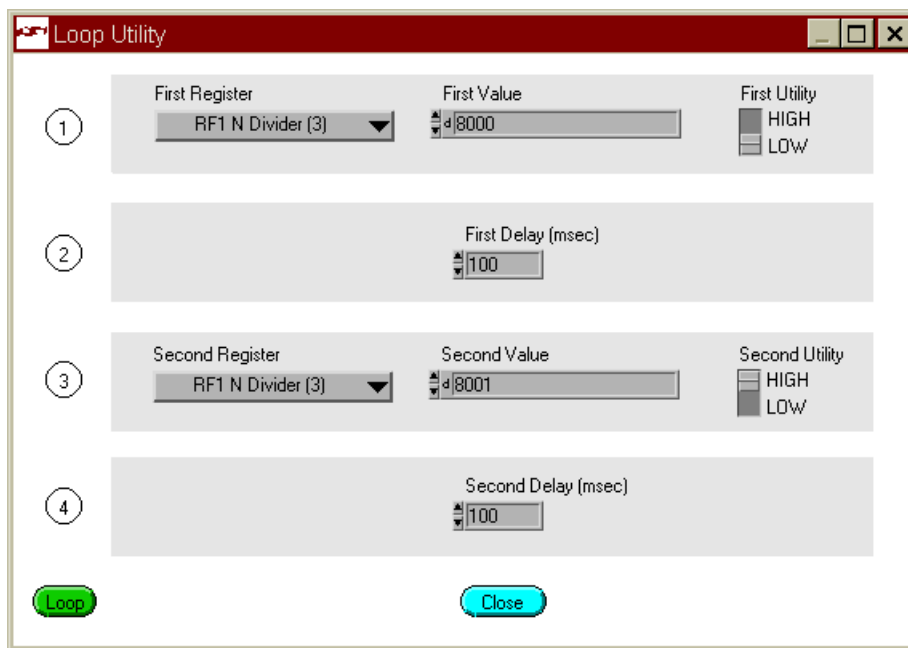 Loop Utility
1
First Register
First Value
First Utility
RF1 N Divider (3)
d 8000
HIGH
LOW
2
First Delay (msec)
100
3
Second Register
Second Value
Second Utility
RF1 N Divider (3)
d 8001
HIGH
LOW
4
Second Delay (msec)
100
Loop
Close